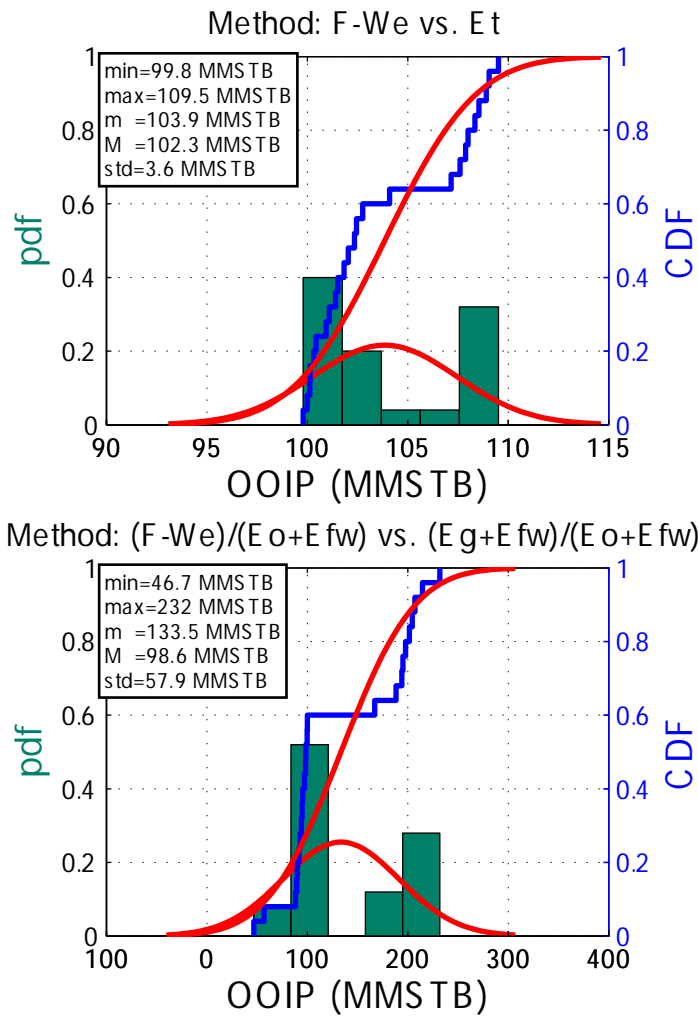 Method: F-We vs. Et
min=99.8 MMSTB
max=109.5 MMSTB
m =103.9 MMSTB
M =102.3 MMSTB
std=3.6 MMSTB
1
0.8
0.6
0.4
0.2
0
pdf
1
0.8
0.6
0.4
0.2
0
CDF
90 95 100 105 110 115
OOIP (MMSTB)
Method: (F-We)/(Eo+Efw) vs. (Eg+Efw)/(Eo+Efw)
min=46.7 MMSTB
max=232 MMSTB
m =133.5 MMSTB
M =98.6 MMSTB
std=57.9 MMSTB
1
0.8
0.6
0.4
0.2
0
pdf
1
0.8
0.6
0.4
0.2
0
CDF
100 0 100 200 300 400
OOIP (MMSTB)